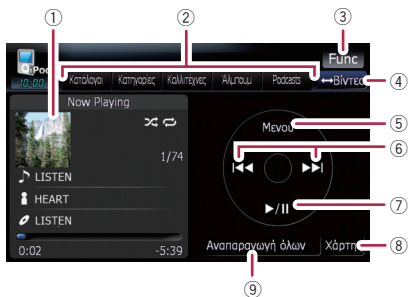 ① ② ③
iPod
10:00
Κατάλογοι Κατηγορίες Καλλιτέχνες Άλμπουμ Podcasts
Func
Βίντεο ④
Now Playing
1/74
LISTEN
HEART
LISTEN
0:02 -5:39
Μενού ⑤
⑥
⑦
Αναπαραγωγή όλων Χάρτη ⑧
⑨